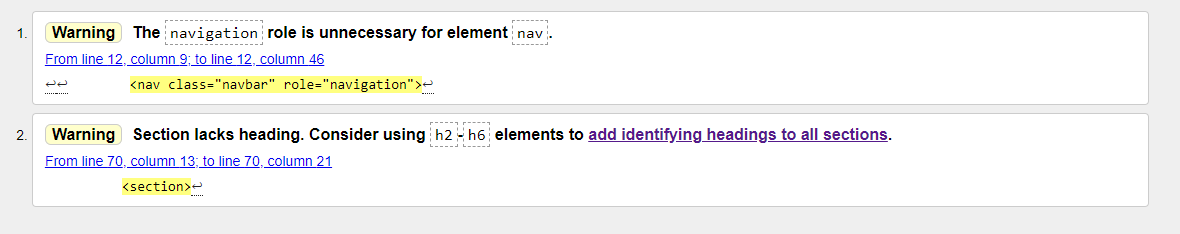 1. Warning The navigation role is unnecessary for element nav.
From line 12, column 9; to line 12, column 46
↩↩ <nav class="navbar" role="navigation">↩
2. Warning Section lacks heading. Consider using h2-h6 elements to add identifying headings to all sections.
From line 70, column 13; to line 70, column 21
<section>↩